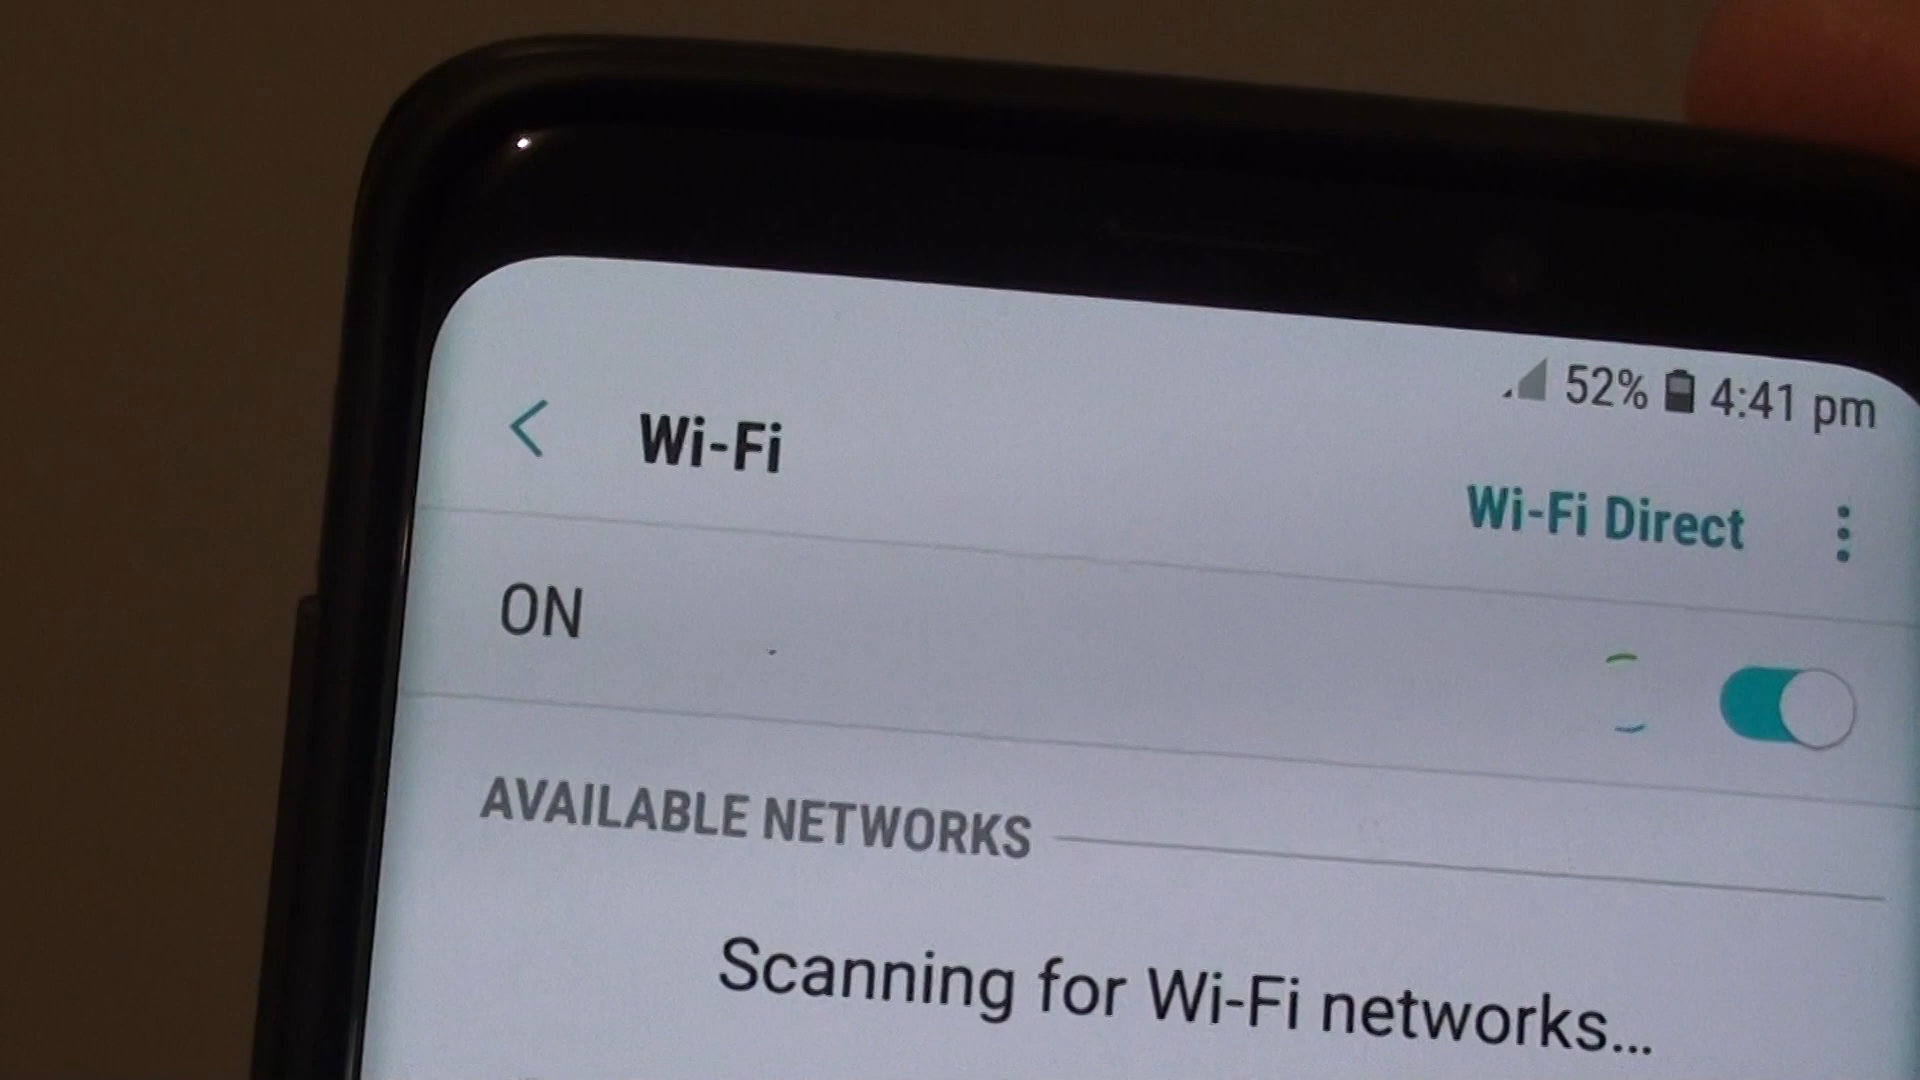 52% 4:41 pm
Wi-Fi
Wi-Fi Direct
ON
AVAILABLE NETWORKS
Scanning for Wi-Fi networks...